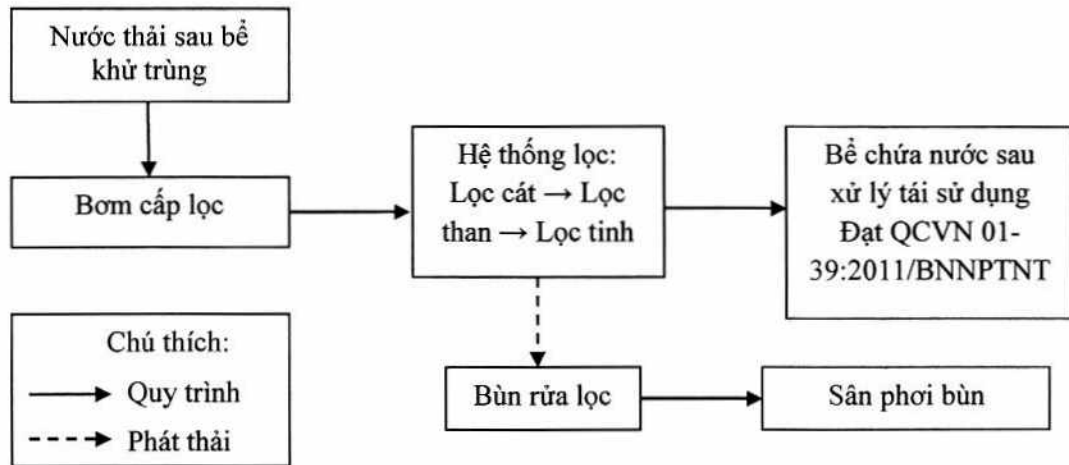 Nước thải sau bể
khử trùng
Bơm cấp lọc
Hệ thống lọc:
Lọc cát → Lọc
than → Lọc tinh
Bể chứa nước sau
xử lý tái sử dụng
Đạt QCVN 01-
39:2011/BNNPTNT
Chú thích:
Quy trình
Phát thải
Bùn rửa lọc
Sân phơi bùn